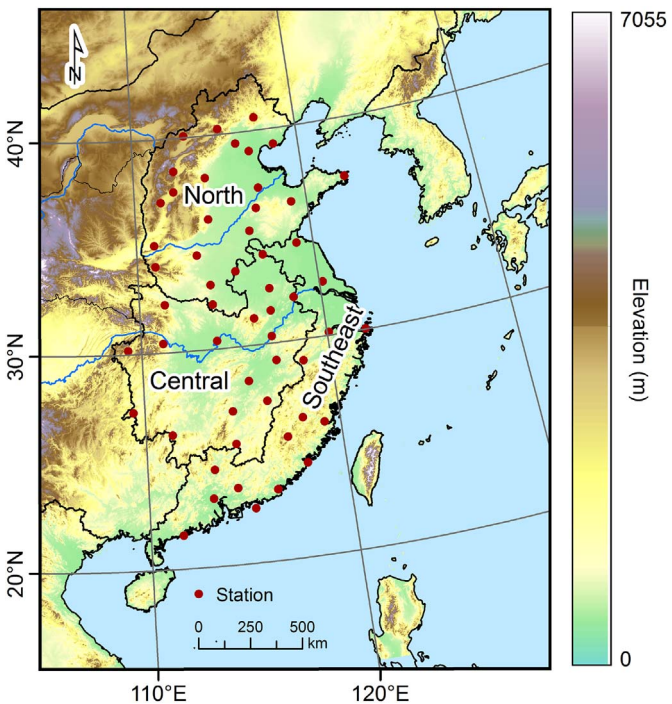 7055
N
40°N
North
Elevation (m)
Southeast
30°N
Central
20°N
Station
0 250 500
km
0
110°E 120°E